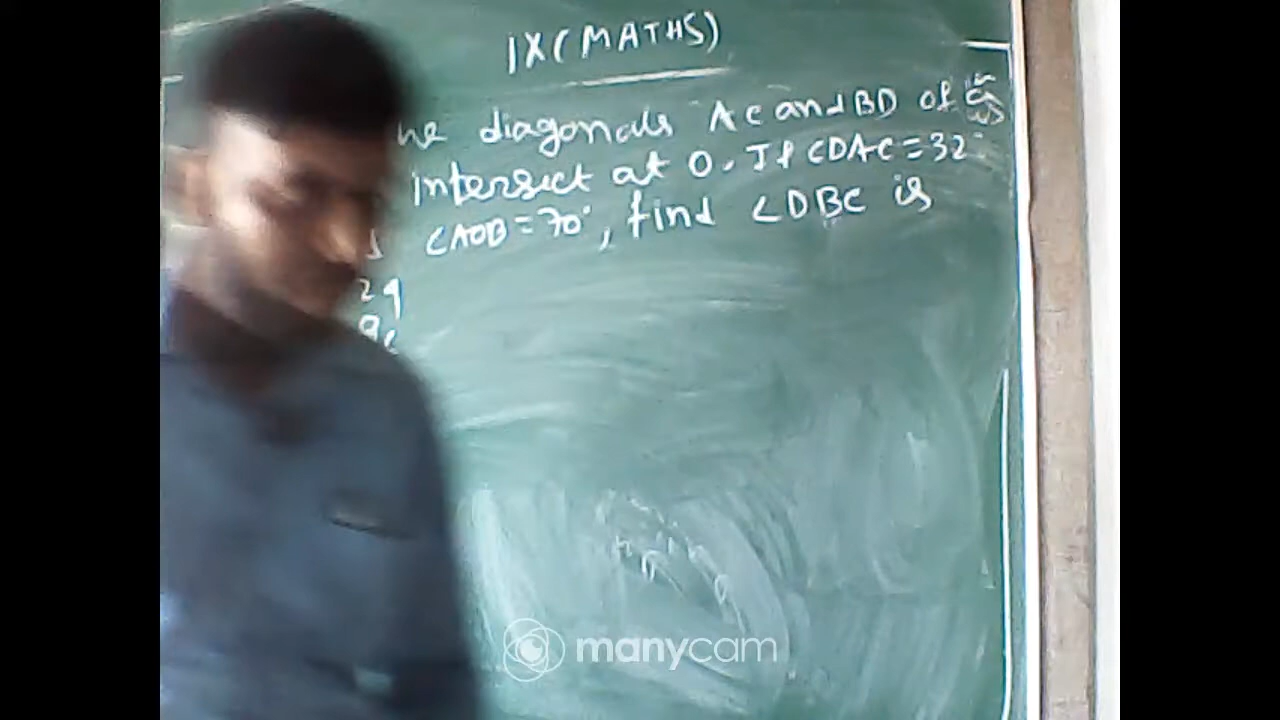 IX (MATHS)
he diagonals AC and BD of
intersect at O. If ∠DAC = 32°
∠AOB = 70°, find ∠DBC is
manycam